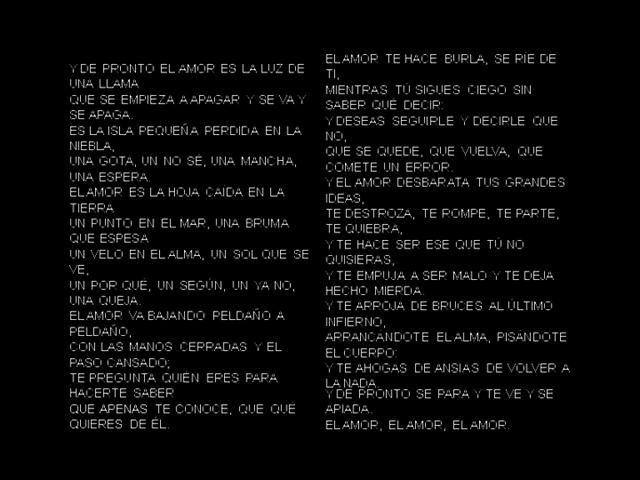 Y DE PRONTO EL AMOR ES LA LUZ DE
UNA LLAMA
QUE SE EMPIEZA A APAGAR Y SE VA Y
SE APAGA.
ES LA ISLA PEQUEÑA PERDIDA EN LA
NIEBLA,
UNA GOTA, UN NO SÉ, UNA MANCHA,
UNA ESPERA.
EL AMOR ES LA HOJA CAÍDA EN LA
TIERRA
UN PUNTO EN EL MAR, UNA BRUMA
QUE ESPESA
UN VELO EN EL ALMA, UN SOL QUE SE
VE,
UN POR QUÉ, UN SEGÚN, UN YA NO,
UNA QUEJA.
EL AMOR VA BAJANDO PELDAÑO A
PELDAÑO,
CON LAS MANOS CERRADAS Y EL
PASO CANSADO;
TE PREGUNTA QUIÉN ERES PARA
HACERTE SABER
QUE APENAS TE CONOCE, QUE QUÉ
QUIERES DE ÉL.
EL AMOR TE HACE BURLA, SE RÍE DE
TI,
MIENTRAS TÚ SIGUES CIEGO SIN
SABER QUÉ DECIR:
Y DESEAS SEGUIRLE Y DECIRLE QUE
NO,
QUE SE QUEDE, QUE VUELVA, QUE
COMETE UN ERROR.
Y EL AMOR DESBARATA TUS GRANDES
IDEAS,
TE DESTROZA, TE ROMPE, TE PARTE,
TE QUIEBRA,
Y TE HACE SER ESE QUE TÚ NO
QUISIERAS,
Y TE EMPUJA A SER MALO Y TE DEJA
HECHO MIERDA.
Y TE ARROJA DE BRUCES AL ÚLTIMO
INFIERNO,
ARRANCÁNDOTE EL ALMA, PISÁNDOTE
EL CUERPO:
Y TE AHOGAS DE ANSIAS DE VOLVER A
LA NADA.
Y DE PRONTO SE PARA Y TE VE Y SE
APIADA.
EL AMOR, EL AMOR, EL AMOR.